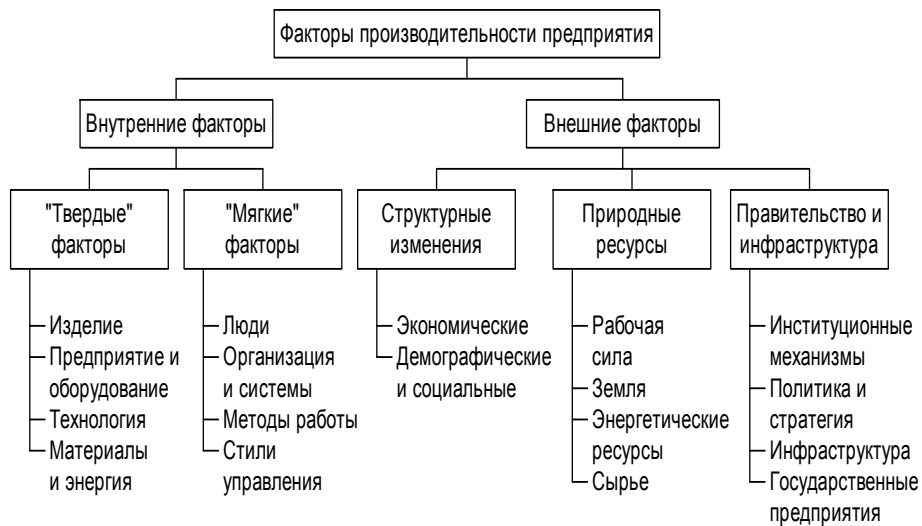 Факторы производительности предприятия
Внутренние факторы
Внешние факторы
"Твердые"
факторы
"Мягкие"
факторы
Структурные
изменения
Природные
ресурсы
Правительство и
инфраструктура
Изделие
Предприятие и
оборудование
Технология
Материалы
и энергия
Люди
Организация
и системы
Методы работы
Стили
управления
Экономические
Демографические
и социальные
Рабочая
сила
Земля
Энергетические
ресурсы
Сырье
Институционные
механизмы
Политика и
стратегия
Инфраструктура
Государственные
предприятия